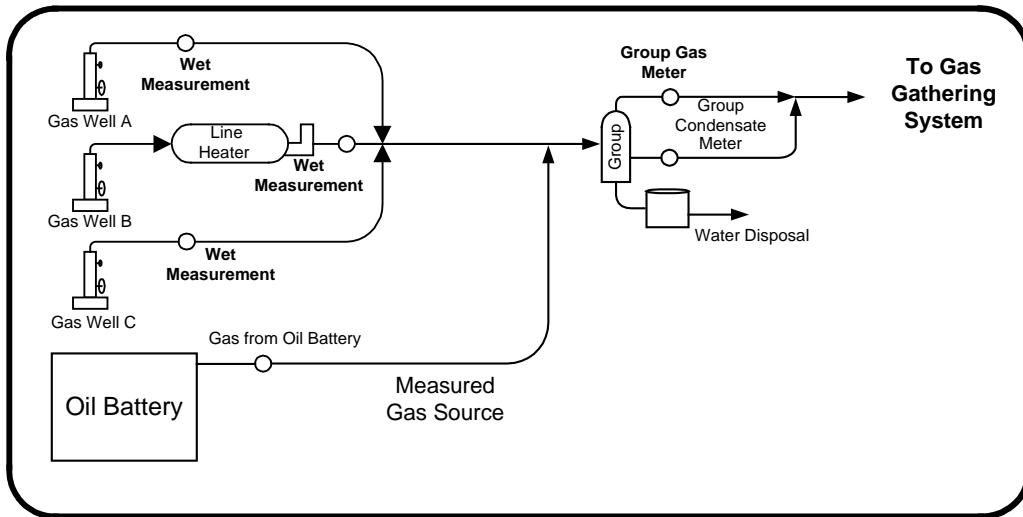 Wet
Measurement
Gas Well A
Line
Heater
Wet
Measurement
Gas Well B
Wet
Measurement
Gas Well C
Group Gas
Meter
Group
Condensate
Meter
Group
Water Disposal
To Gas
Gathering
System
Gas from Oil Battery
Measured
Gas Source
Oil Battery